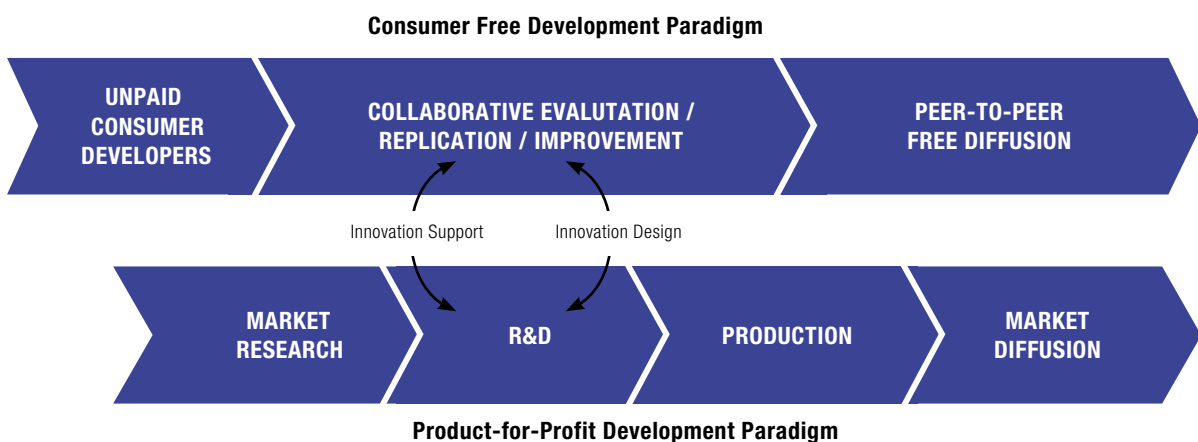 Consumer Free Development Paradigm
UNPAID
CONSUMER
DEVELOPERS
COLLABORATIVE EVALUTATION /
REPLICATION / IMPROVEMENT
PEER-TO-PEER
FREE DIFFUSION
Innovation Support
Innovation Design
MARKET
RESEARCH
R&D
PRODUCTION
MARKET
DIFFUSION
Product-for-Profit Development Paradigm